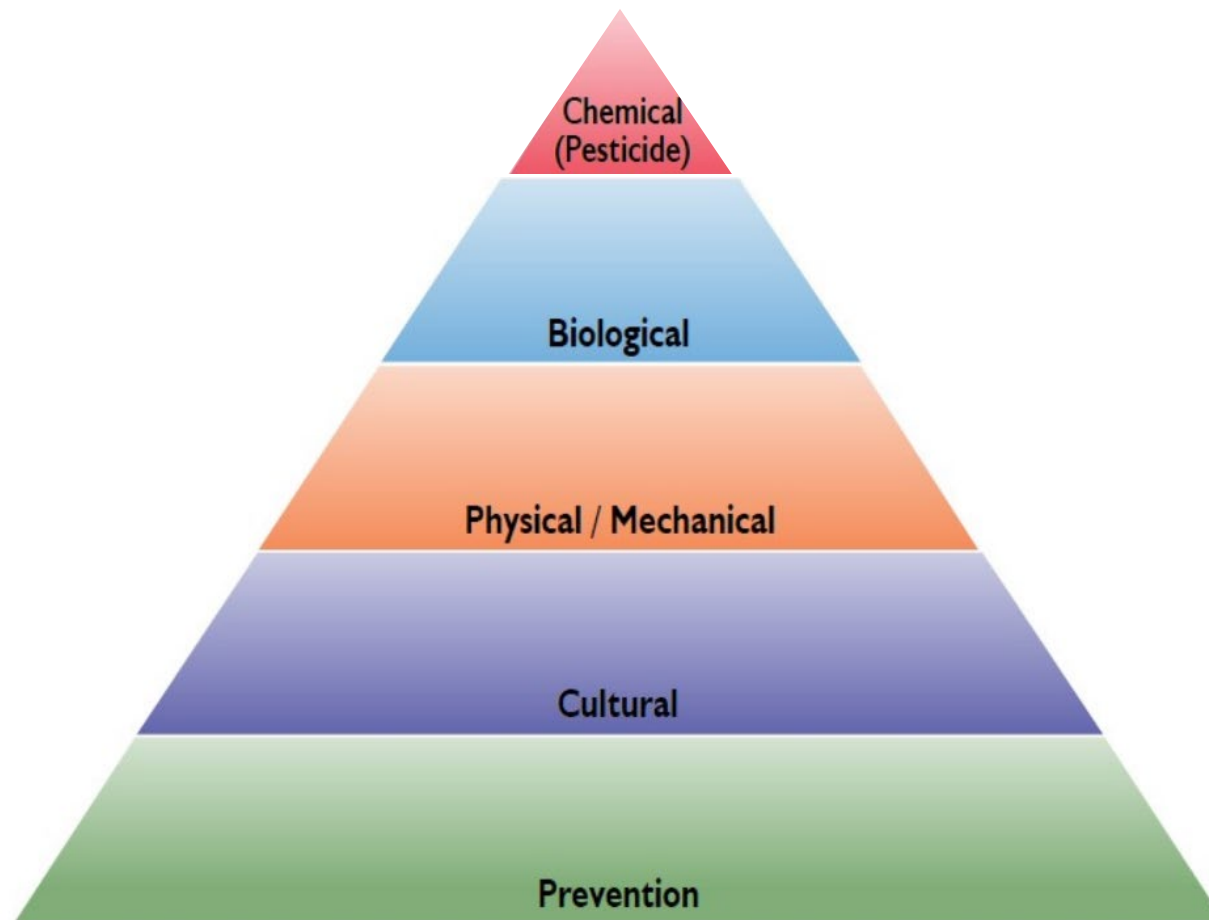 Chemical
(Pesticide)
Biological
Physical / Mechanical
Cultural
Prevention